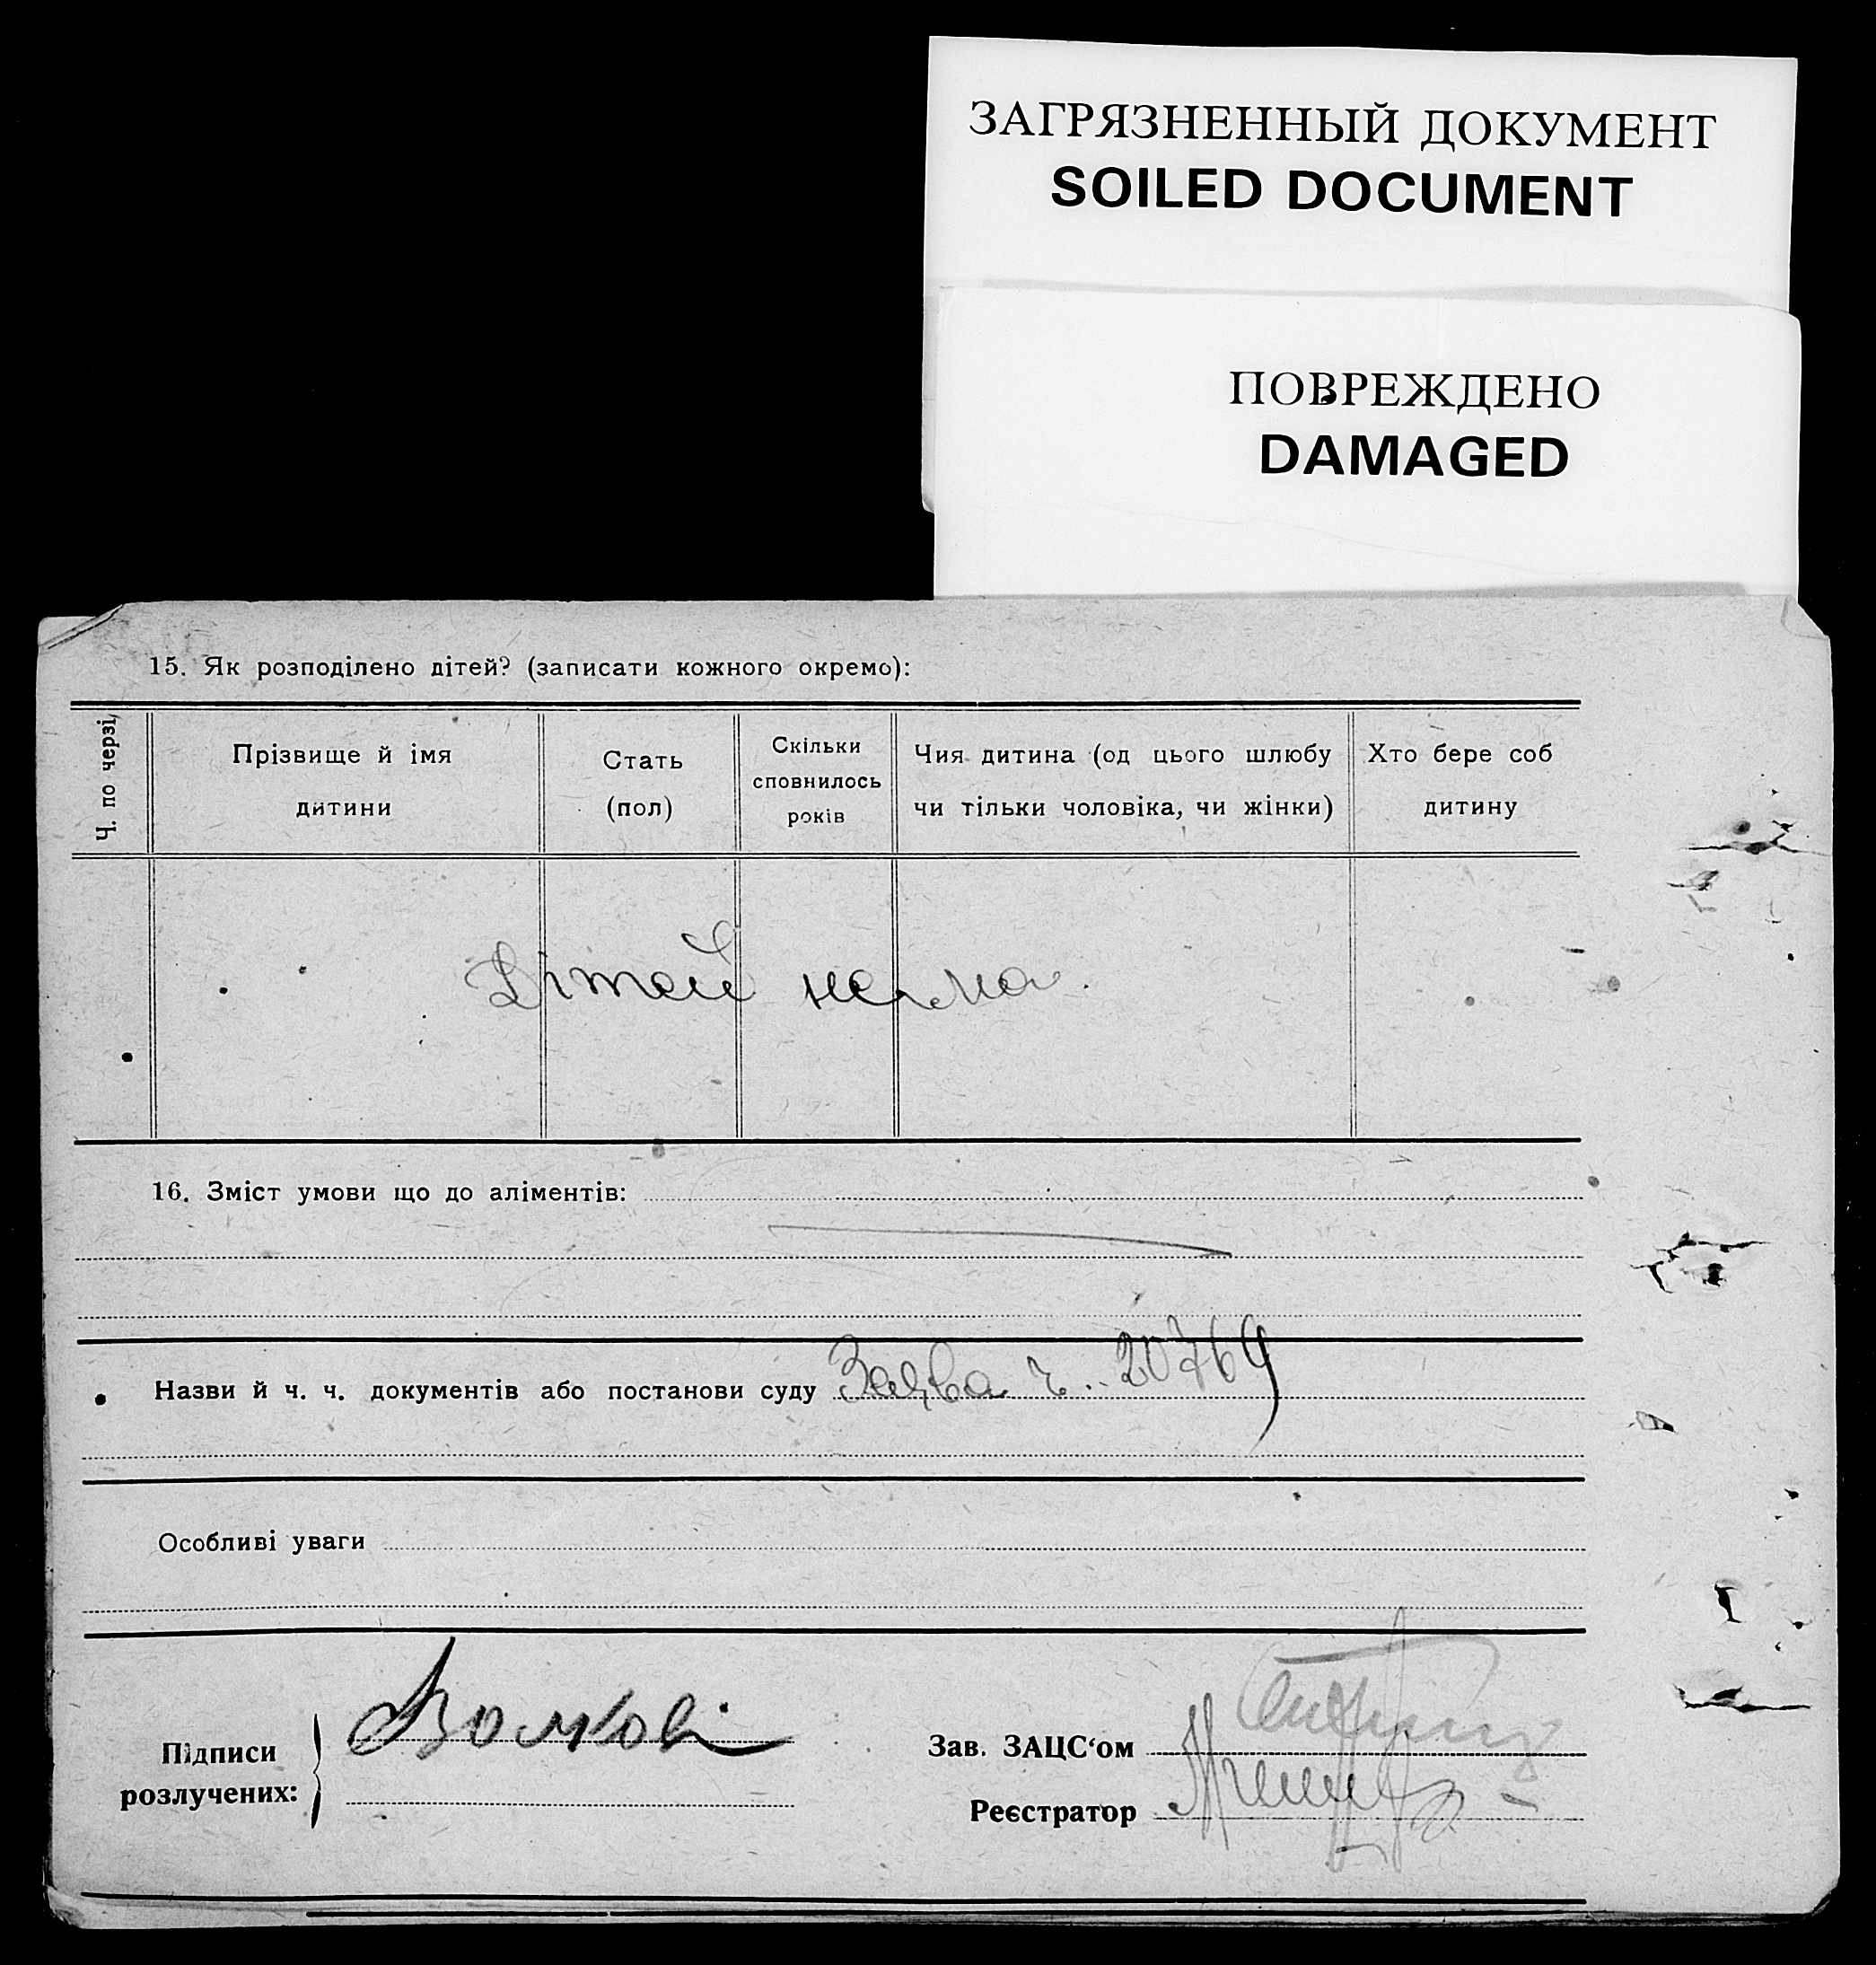 ЗАГРЯЗНЕННЫЙ ДОКУМЕНТ
SOILED DOCUMENT
ПОВРЕЖДЕНО
DAMAGED
15. Як розподілено дітей? (записати кожного окремо):
Ч. по черзі
Прізвище й імя
дитини
Стать
(пол)
Скільки
сповнилось
років
Чия дитина (од цього шлюбу
чи тільки чоловіка, чи жінки)
Хто бере соб
дитину
Дітей нема.
16. Зміст умови що до аліментів:
Назви й ч. ч. документів або постанови суду Заява ч. 20769
Особливі уваги
Підписи
розлучених:
Зав. ЗАЦС‘ом
Реєстратор